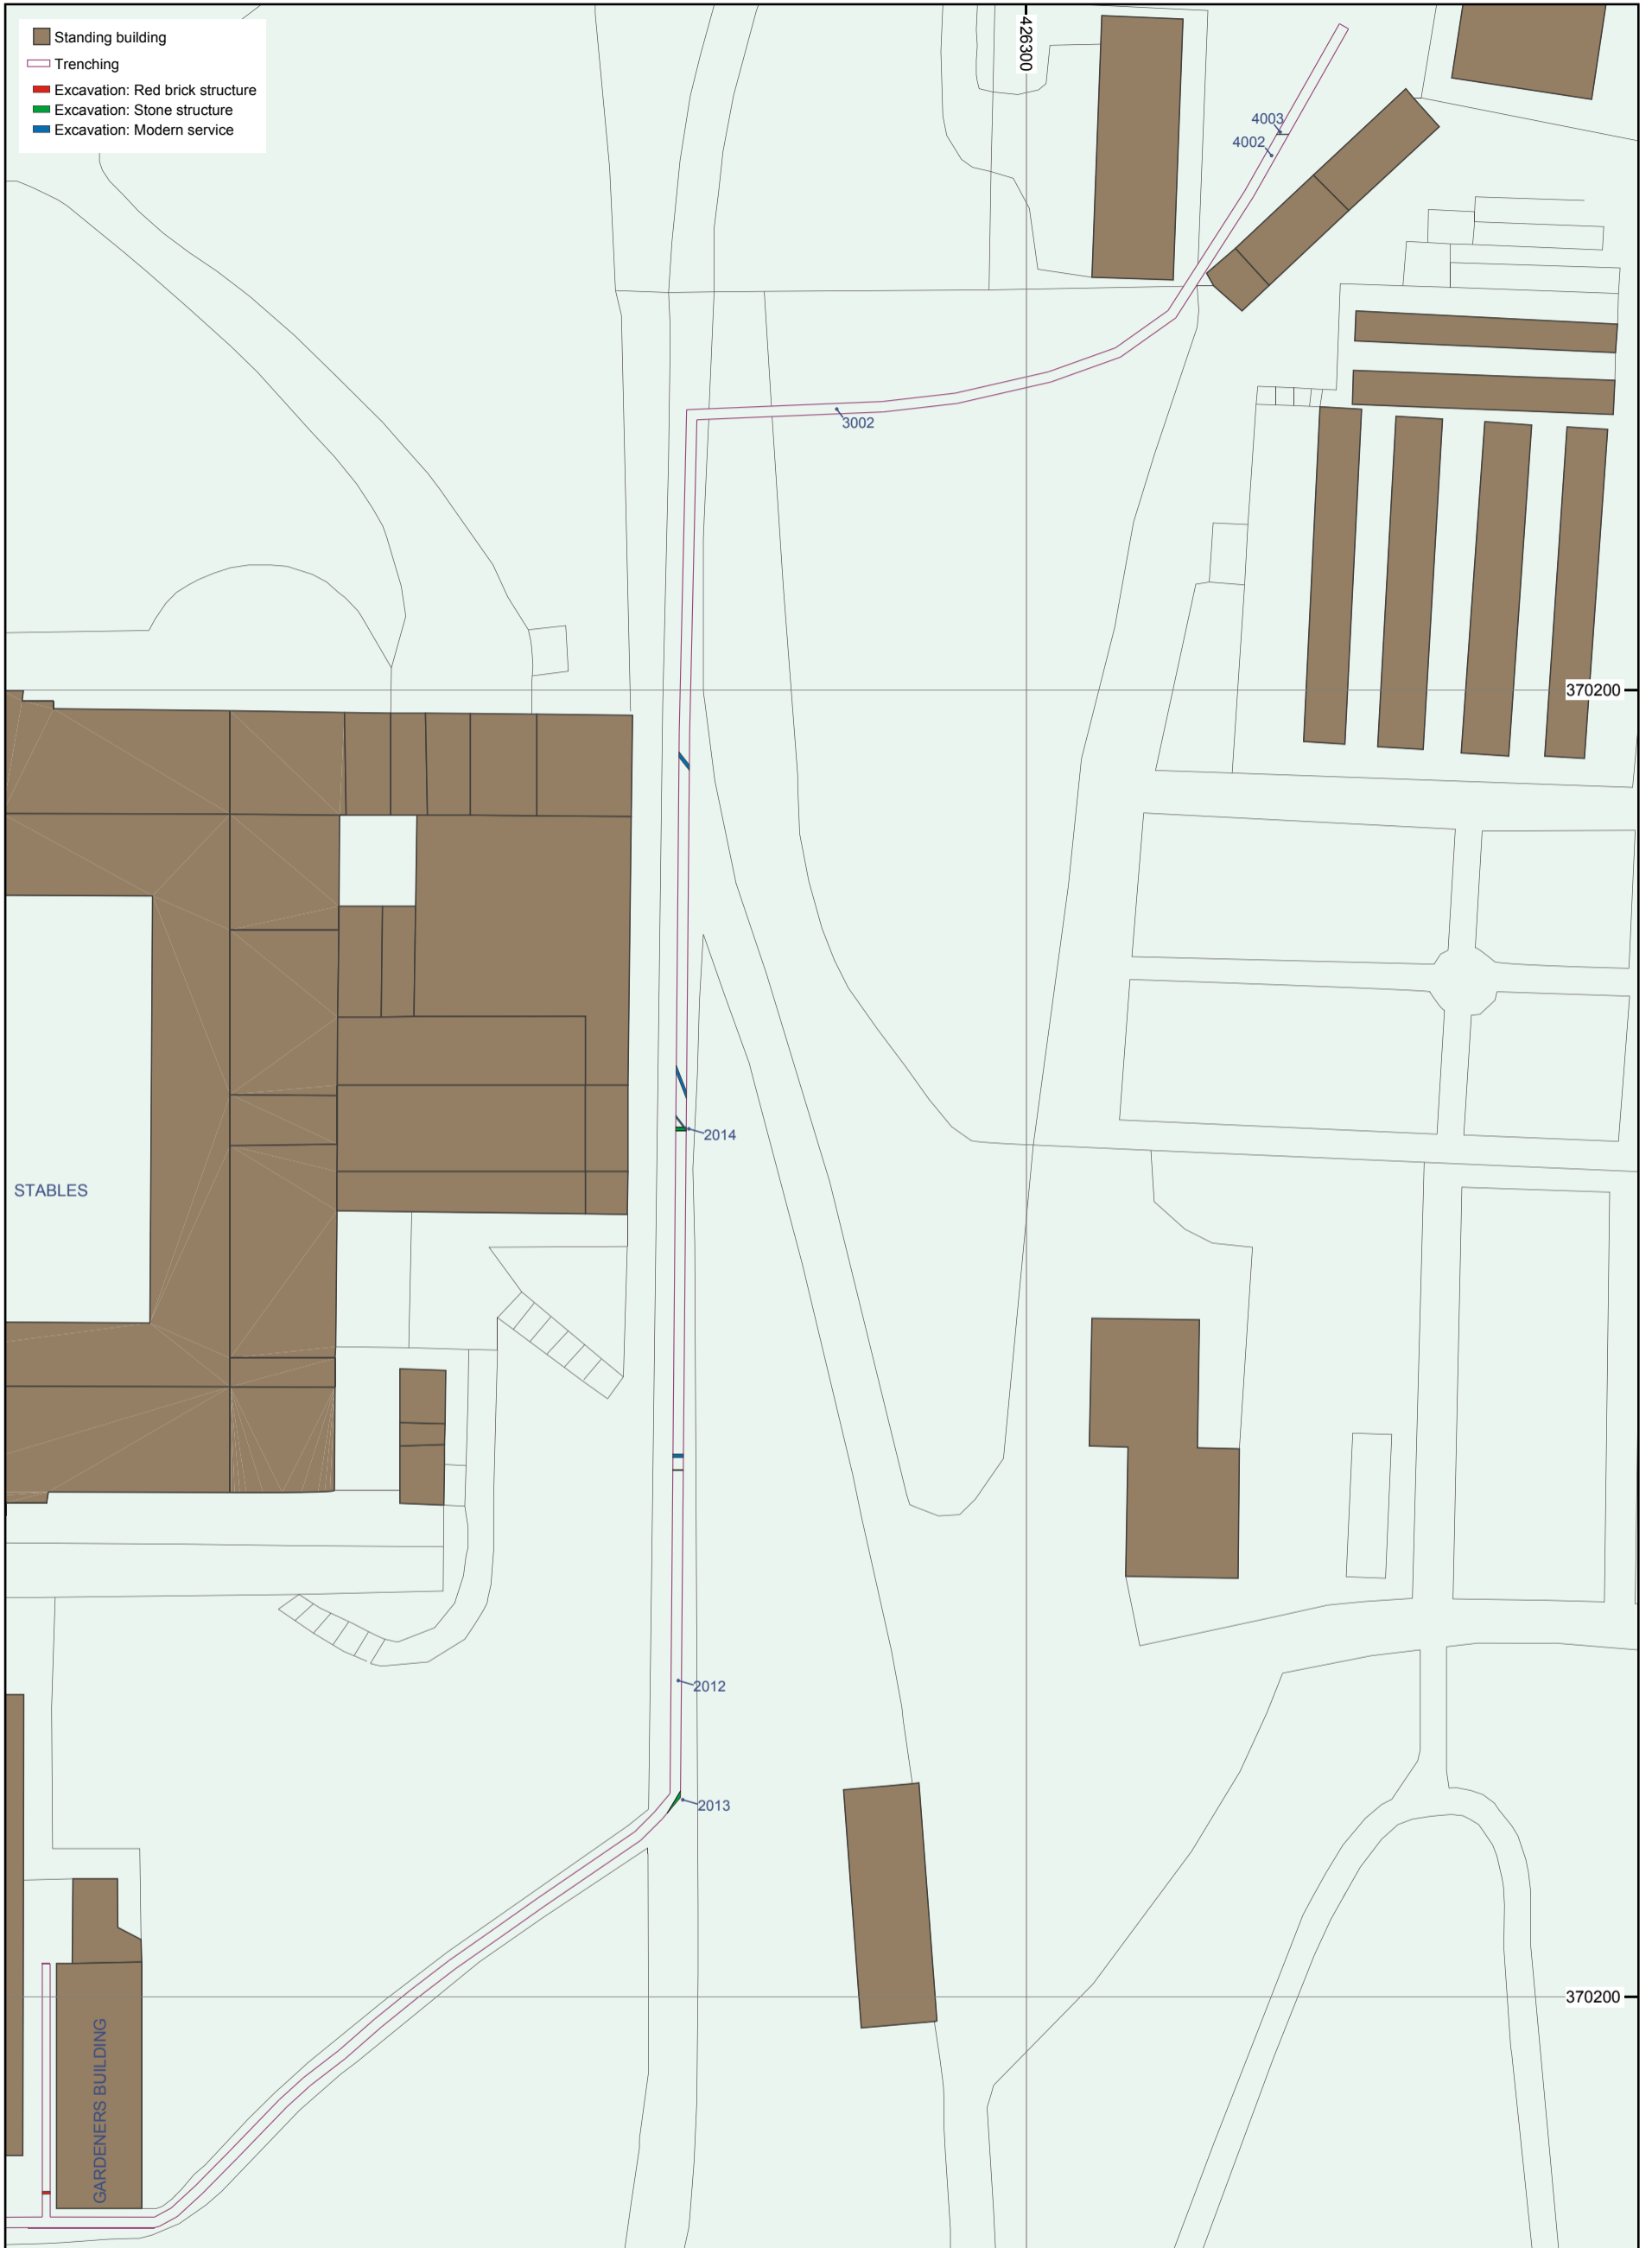 Standing building
Trenching
Excavation: Red brick structure
Excavation: Stone structure
Excavation: Modern service
426300
4003
4002
3002
370200
2014
STABLES
2012
2013
370200
GARDENERS BUILDING